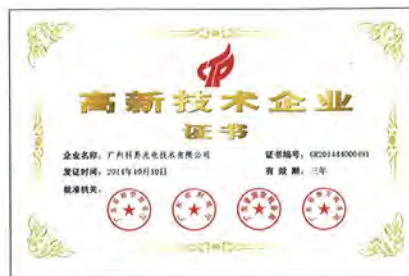 高新技术企业
证书
企业名称：广州科易光电技术有限公司 证书编号：GR201444000491
发证时间：2014年10月10日 有效期：三年
批准机关：